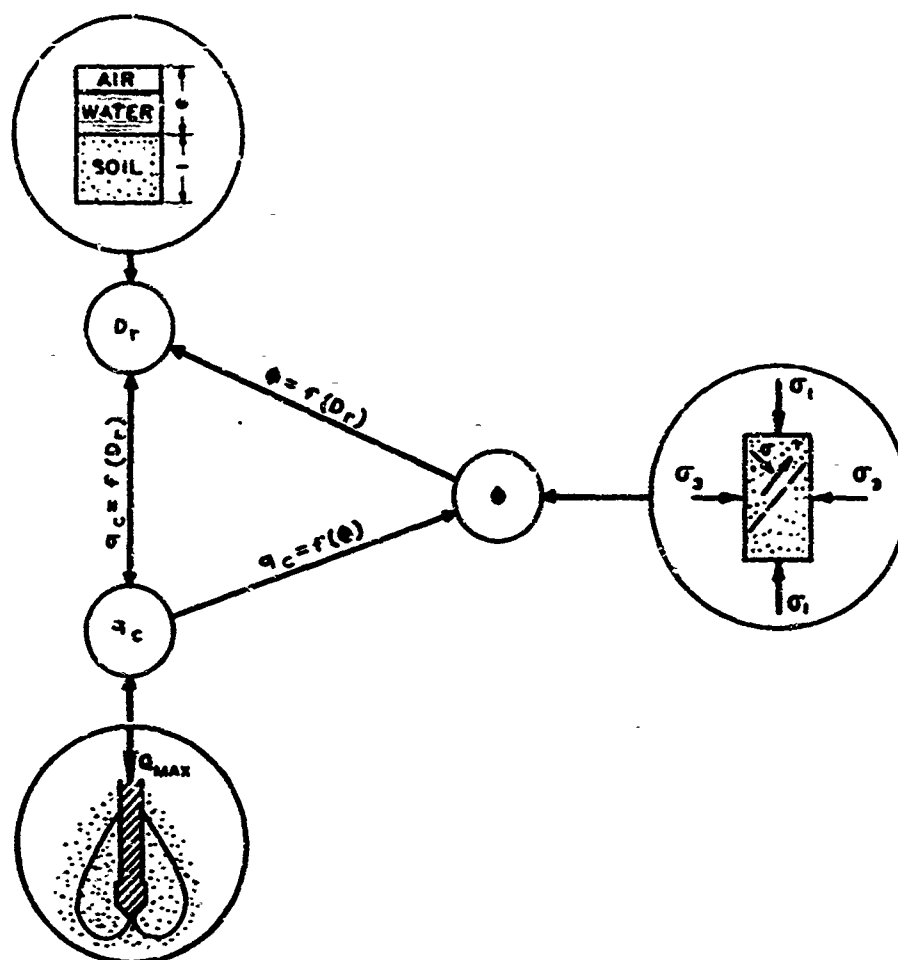 AIR
WATER
e
SOIL
1
Dr
ϕ = f(Dr)
qc = f(Dr)
qc = f(ϕ)
ϕ
σ1
σ
τ
σ3
σ3
σ1
qc
QMAX